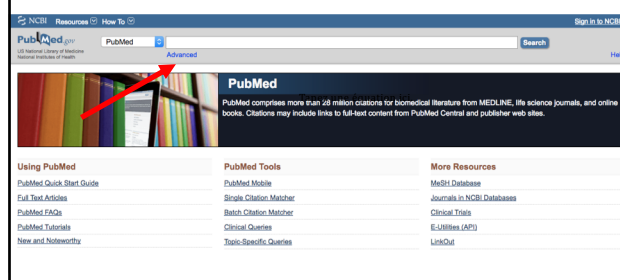 NCBI Resources How To Sign in to NCBI
PubMed.gov PubMed Search
US National Library of Medicine
National Institutes of Health
Advanced
PubMed
PubMed comprises more than 28 million citations for biomedical literature from MEDLINE, life science journals, and online
books. Citations may include links to full-text content from PubMed Central and publisher web sites.
Using PubMed
PubMed Quick Start Guide
Full Text Articles
PubMed FAQs
PubMed Tutorials
New and Noteworthy
PubMed Tools
PubMed Mobile
Single Citation Matcher
Batch Citation Matcher
Clinical Queries
Topic-Specific Queries
More Resources
MeSH Database
Journals in NCBI Databases
Clinical Trials
E-Utilities (API)
LinkOut